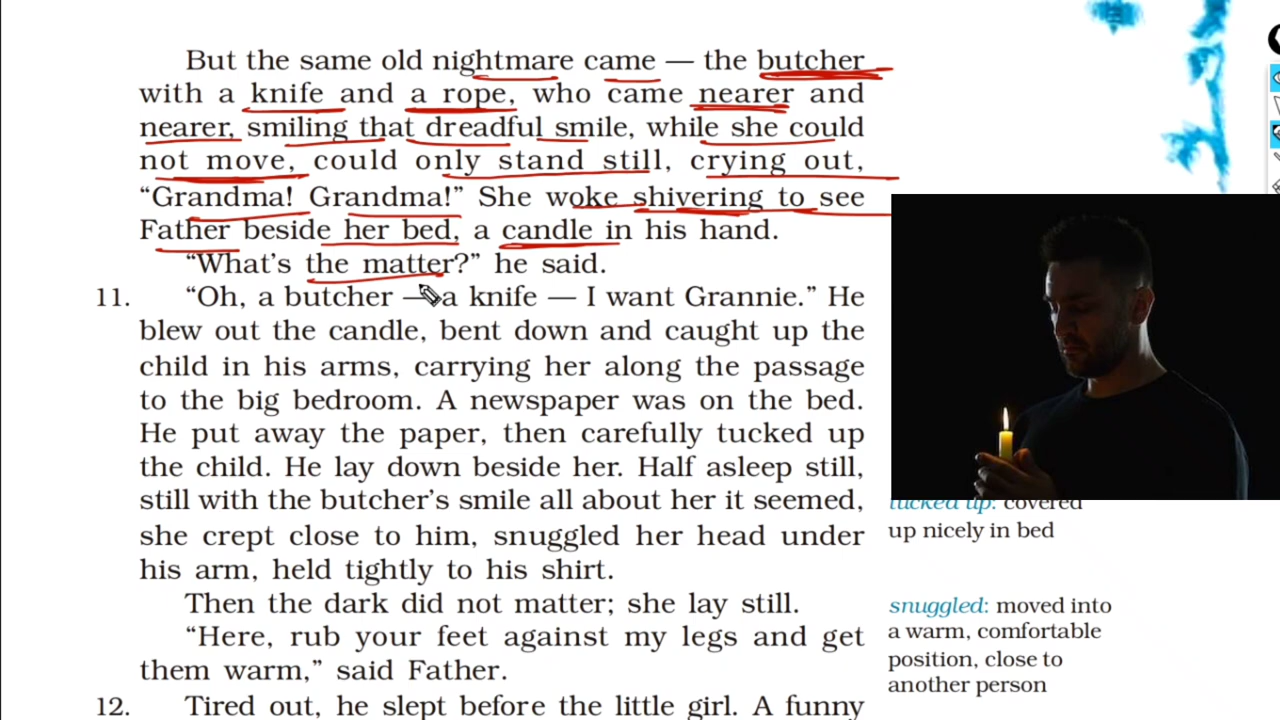 But the same old nightmare came — the butcher
with a knife and a rope, who came nearer and
nearer, smiling that dreadful smile, while she could
not move, could only stand still, crying out,
“Grandma! Grandma!” She woke shivering to see
Father beside her bed, a candle in his hand.
“What’s the matter?” he said.
11. “Oh, a butcher — a knife — I want Grannie.” He
blew out the candle, bent down and caught up the
child in his arms, carrying her along the passage
to the big bedroom. A newspaper was on the bed.
He put away the paper, then carefully tucked up
the child. He lay down beside her. Half asleep still,
still with the butcher’s smile all about her it seemed,
she crept close to him, snuggled her head under
his arm, held tightly to his shirt.
Then the dark did not matter; she lay still.
“Here, rub your feet against my legs and get
them warm,” said Father.
12. Tired out, he slept before the little girl. A funny
tucked up: covered
up nicely in bed
snuggled: moved into
a warm, comfortable
position, close to
another person